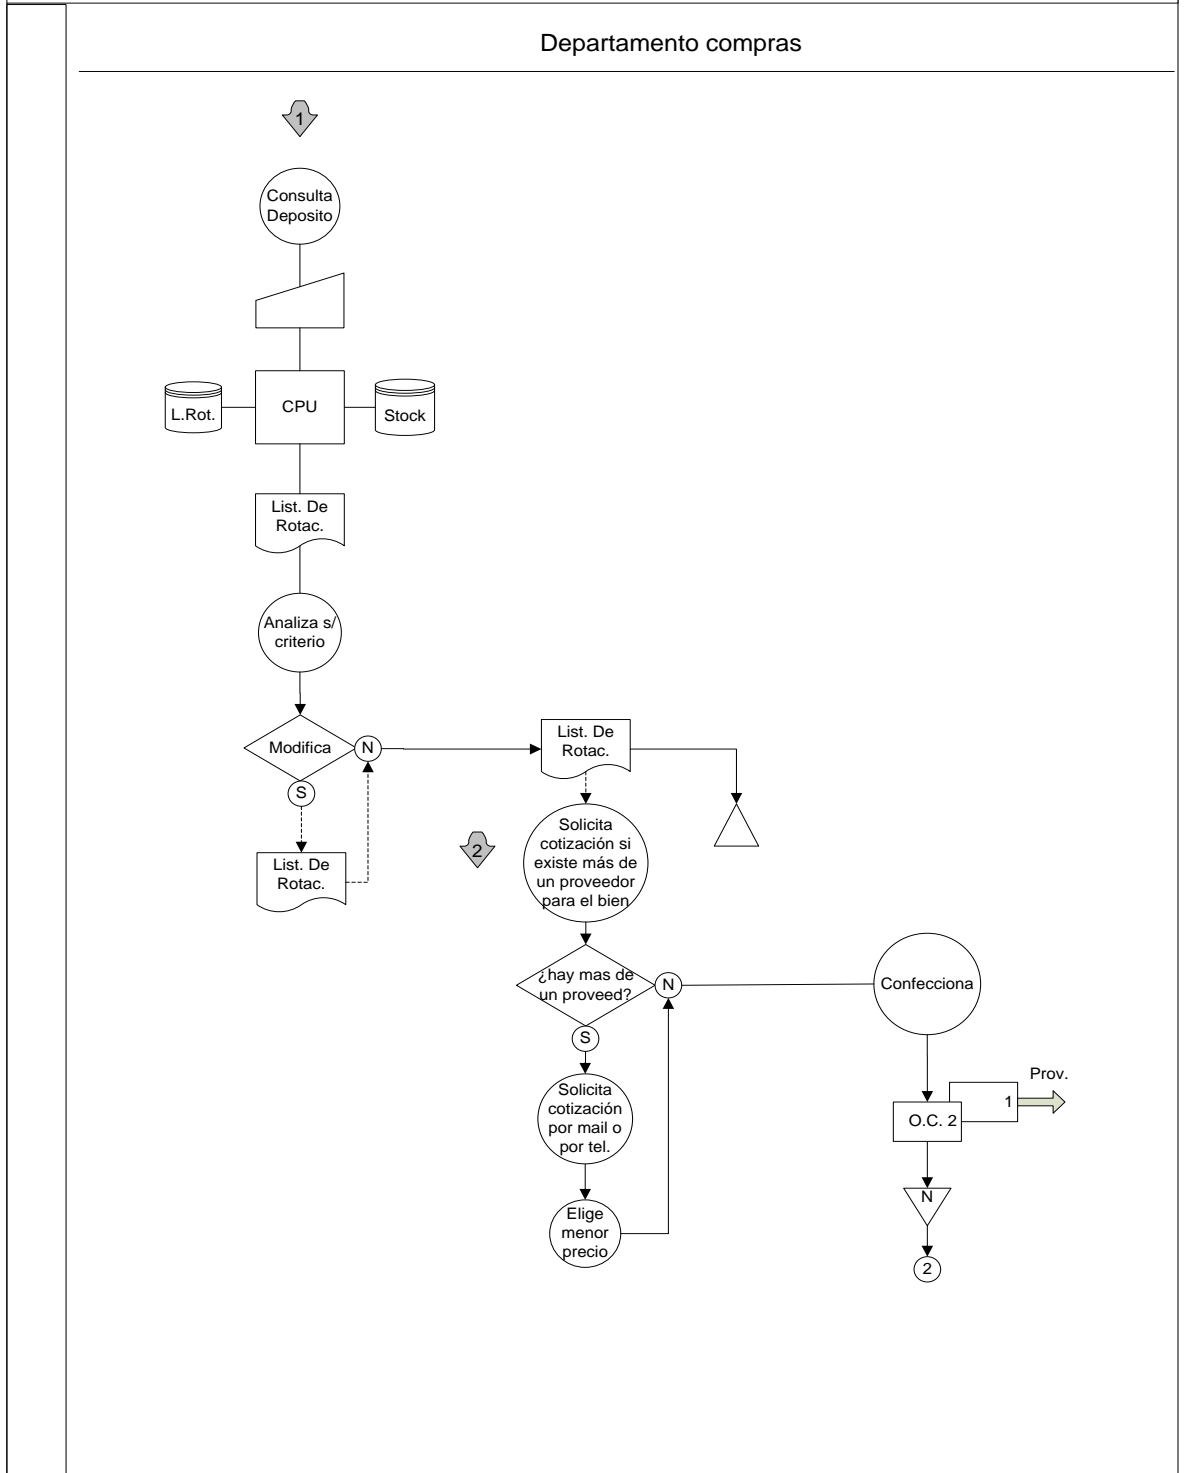 Departamento compras
1
Consulta
Deposito
L.Rot.
CPU
Stock
List. De
Rotac.
Analiza s/
criterio
Modifica
N
S
List. De
Rotac.
List. De
Rotac.
2
Solicita
cotización si
existe más de
un proveedor
para el bien
¿hay mas de
un proveed?
N
S
Solicita
cotización
por mail o
por tel.
Elige
menor
precio
Confecciona
Prov.
1
O.C. 2
N
2